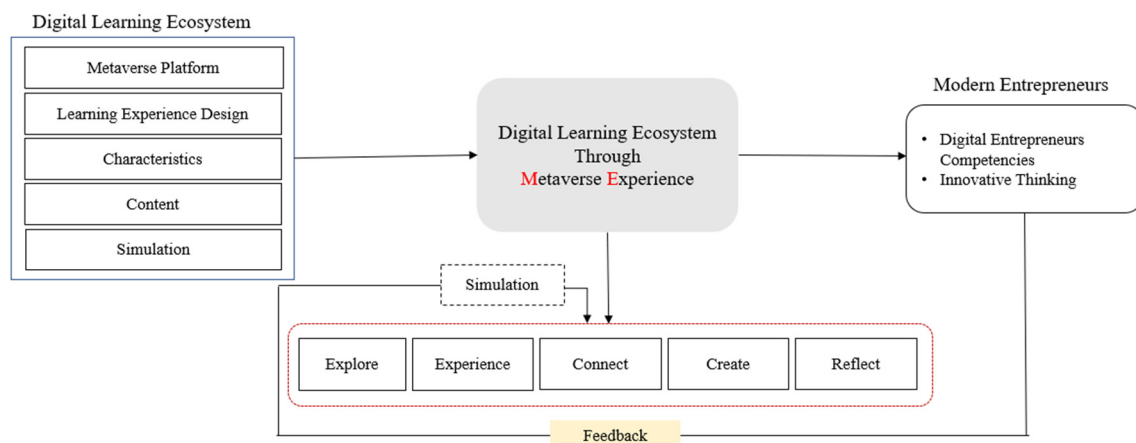 Digital Learning Ecosystem
Metaverse Platform
Learning Experience Design
Characteristics
Content
Simulation
Digital Learning Ecosystem
Through
Metaverse Experience
Modern Entrepreneurs
• Digital Entrepreneurs
Competencies
• Innovative Thinking
Simulation
Explore
Experience
Connect
Create
Reflect
Feedback